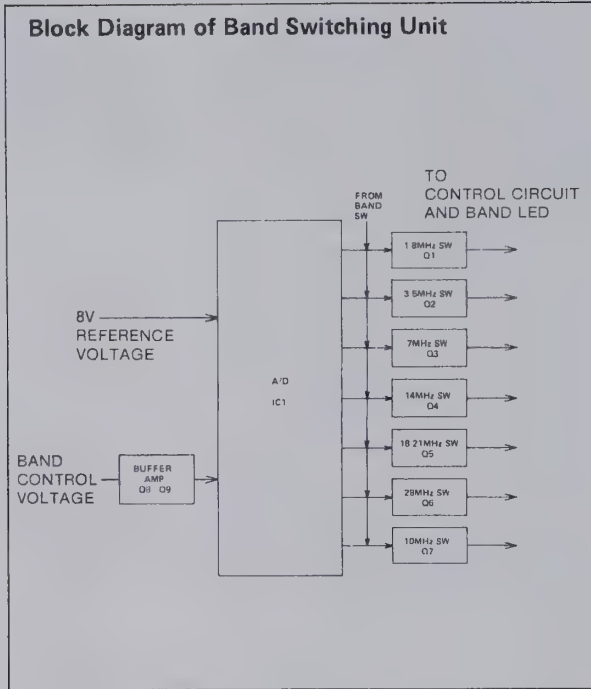 Block Diagram of Band Switching Unit
TO
CONTROL CIRCUIT
AND BAND LED
FROM
BAND
SW
1 8MHz SW
Q1
3 5MHz SW
Q2
8V
REFERENCE
VOLTAGE
7MHz SW
Q3
A/D
IC1
14MHz SW
Q4
BAND
CONTROL
VOLTAGE
BUFFER
AMP
Q8 Q9
18 21MHz SW
Q5
28MHz SW
Q6
10MHz SW
Q7